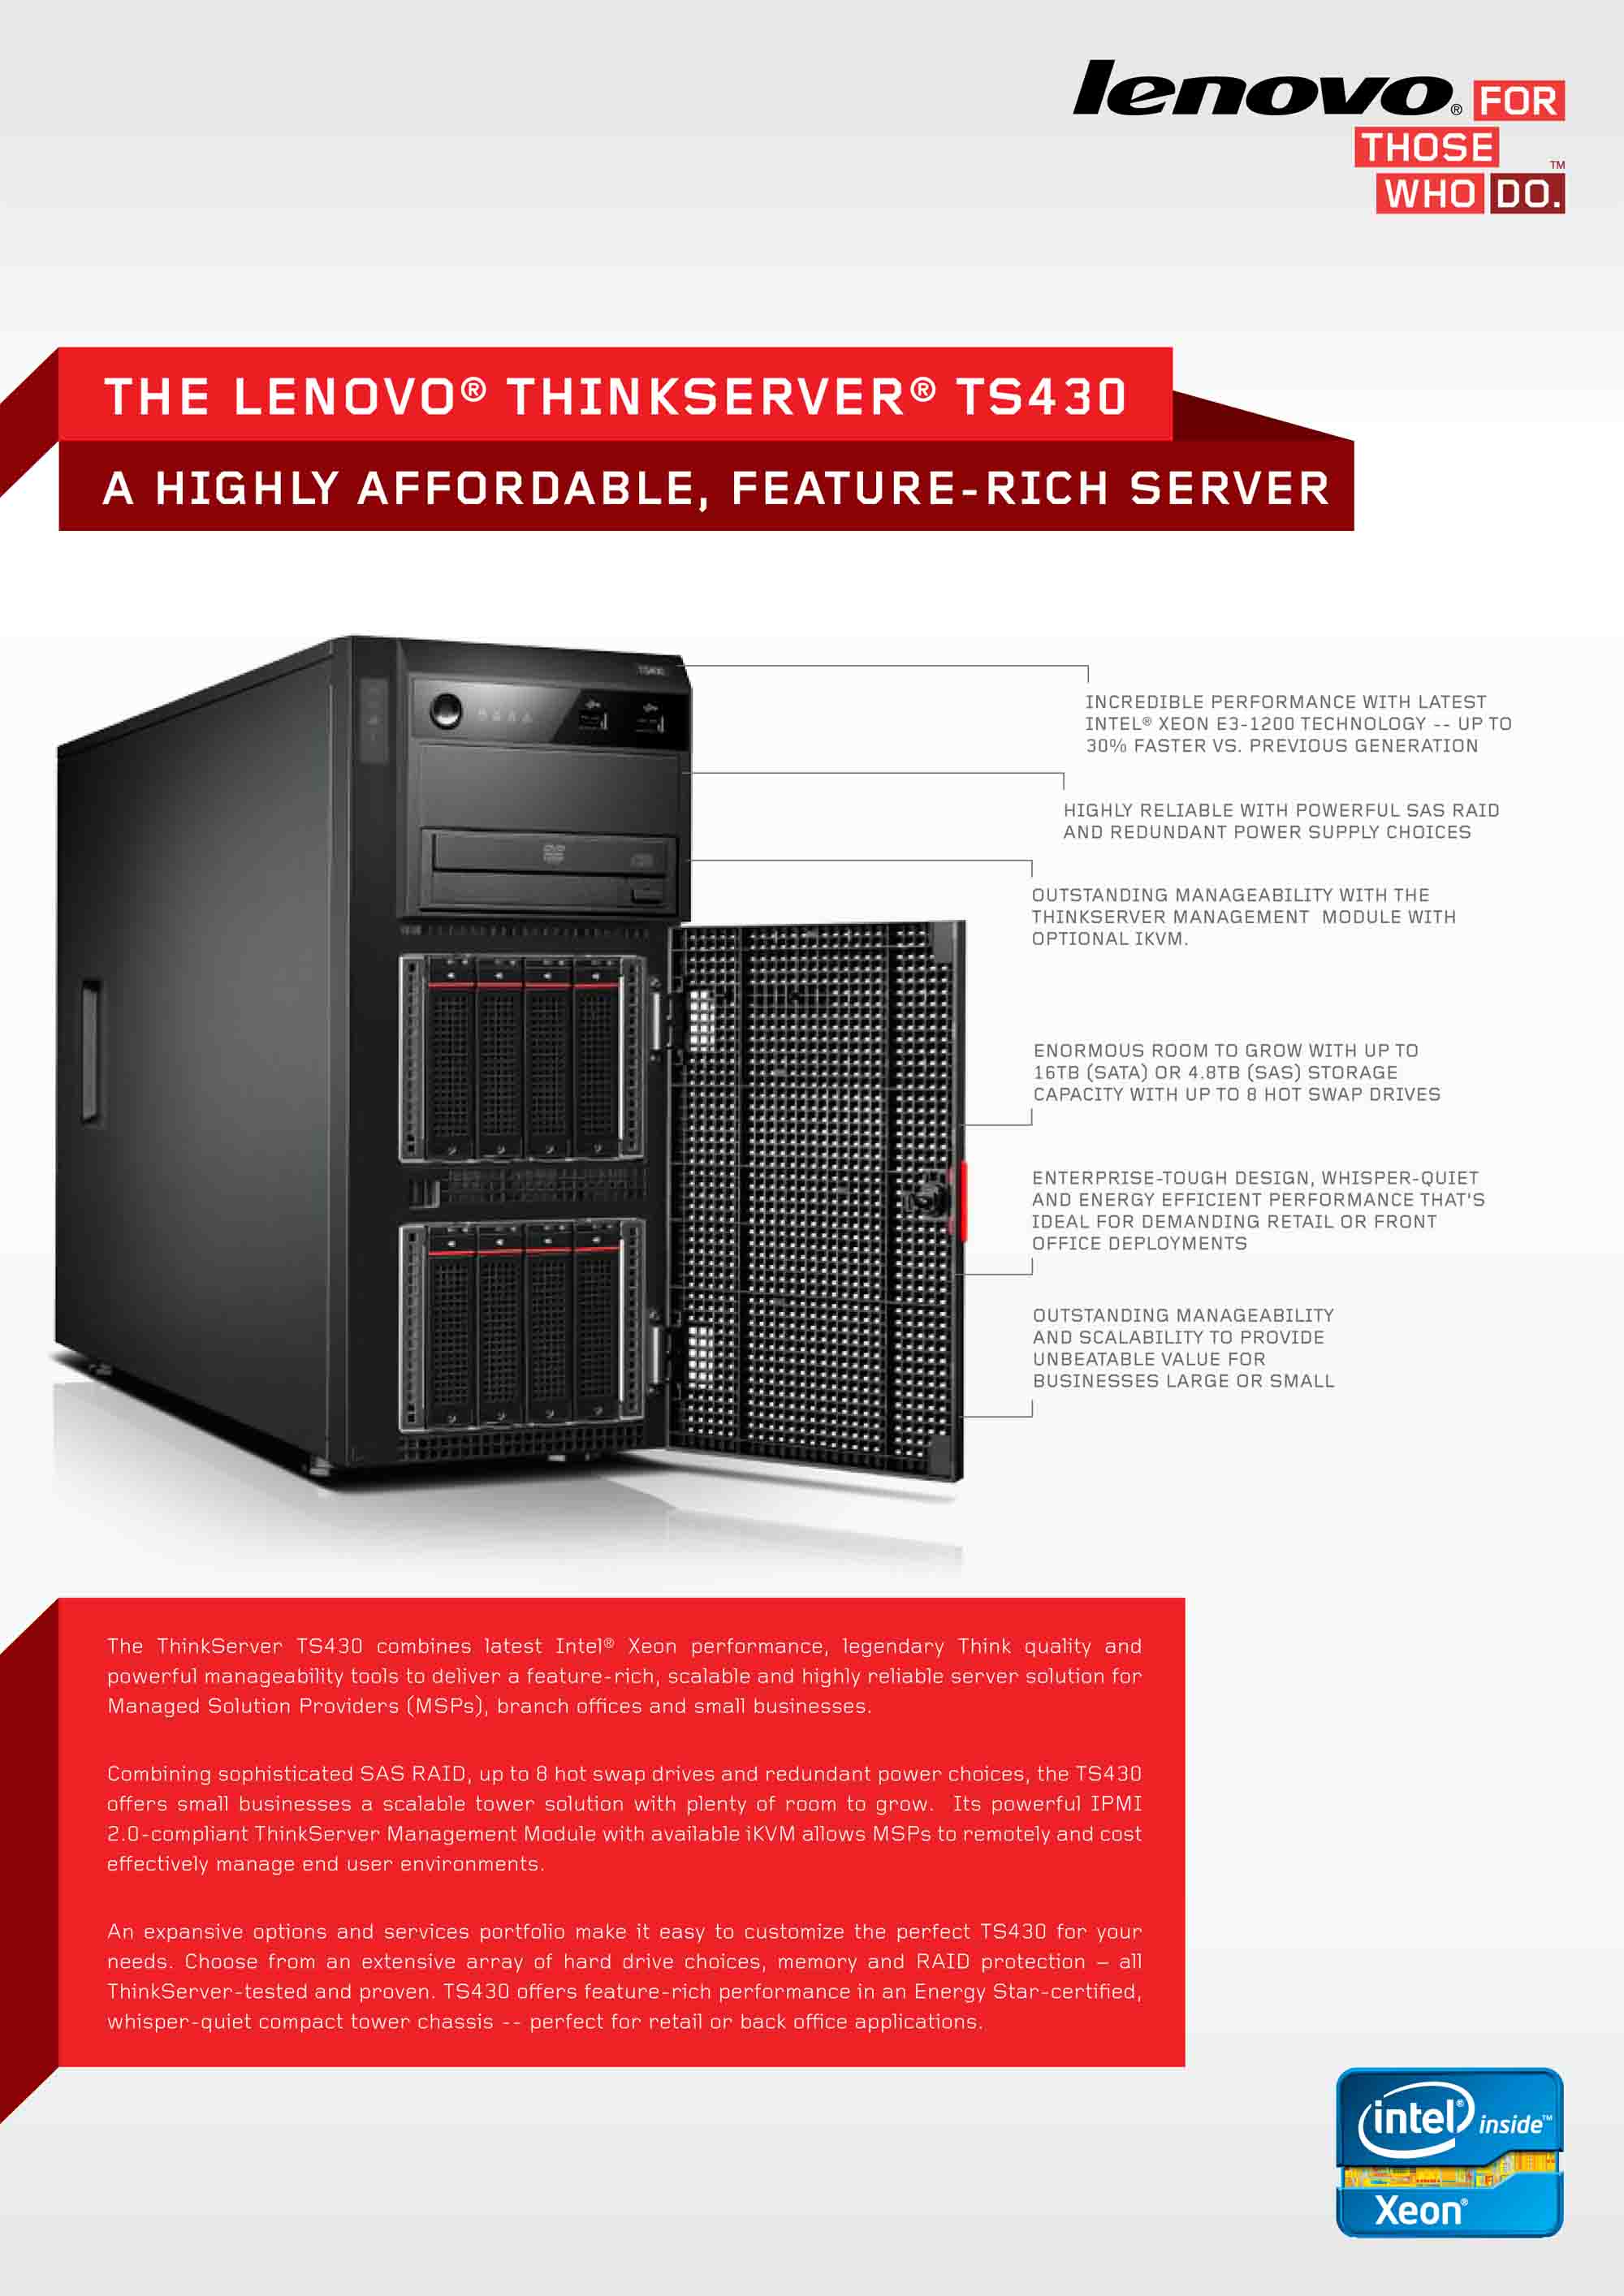 lenovo® FOR
THOSE
WHO DO.™
THE LENOVO® THINKSERVER® TS430
A HIGHLY AFFORDABLE, FEATURE-RICH SERVER
TS430
INCREDIBLE PERFORMANCE WITH LATEST
INTEL® XEON E3-1200 TECHNOLOGY -- UP TO
30% FASTER VS. PREVIOUS GENERATION
HIGHLY RELIABLE WITH POWERFUL SAS RAID
AND REDUNDANT POWER SUPPLY CHOICES
OUTSTANDING MANAGEABILITY WITH THE
THINKSERVER MANAGEMENT MODULE WITH
OPTIONAL IKVM.
ENORMOUS ROOM TO GROW WITH UP TO
16TB (SATA) OR 4.8TB (SAS) STORAGE
CAPACITY WITH UP TO 8 HOT SWAP DRIVES
ENTERPRISE-TOUGH DESIGN, WHISPER-QUIET
AND ENERGY EFFICIENT PERFORMANCE THAT'S
IDEAL FOR DEMANDING RETAIL OR FRONT
OFFICE DEPLOYMENTS
OUTSTANDING MANAGEABILITY
AND SCALABILITY TO PROVIDE
UNBEATABLE VALUE FOR
BUSINESSES LARGE OR SMALL
The ThinkServer TS430 combines latest Intel® Xeon performance, legendary Think quality and
powerful manageability tools to deliver a feature-rich, scalable and highly reliable server solution for
Managed Solution Providers (MSPs), branch offices and small businesses.
Combining sophisticated SAS RAID, up to 8 hot swap drives and redundant power choices, the TS430
offers small businesses a scalable tower solution with plenty of room to grow. Its powerful IPMI
2.0-compliant ThinkServer Management Module with available iKVM allows MSPs to remotely and cost
effectively manage end user environments.
An expansive options and services portfolio make it easy to customize the perfect TS430 for your
needs. Choose from an extensive array of hard drive choices, memory and RAID protection – all
ThinkServer-tested and proven. TS430 offers feature-rich performance in an Energy Star-certified,
whisper-quiet compact tower chassis -- perfect for retail or back office applications.
intel® inside™
Xeon®